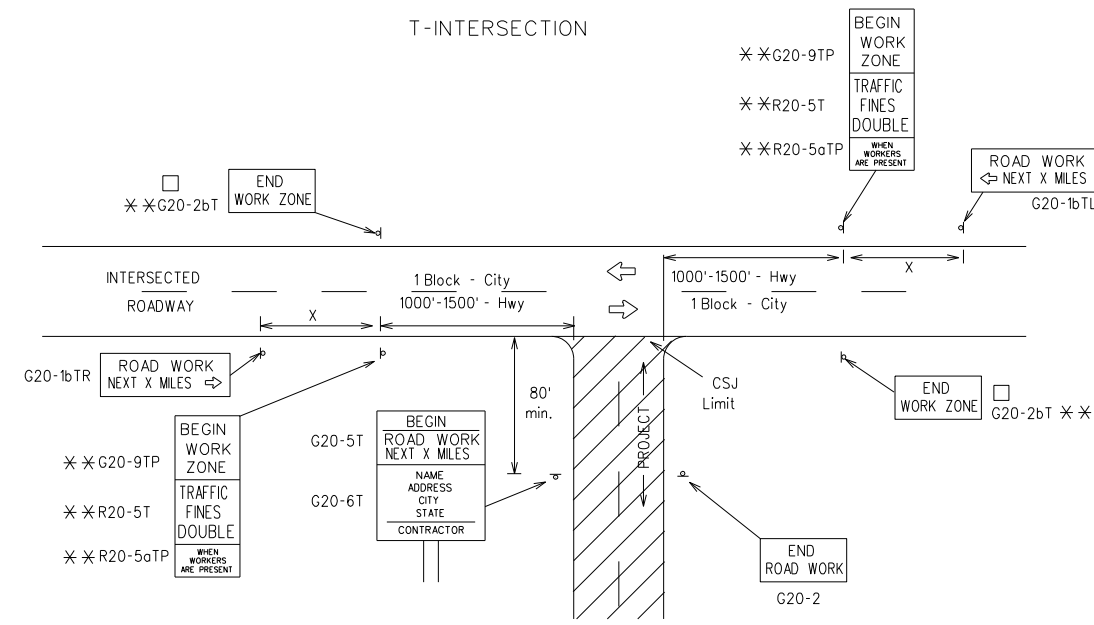 T-INTERSECTION
BEGIN
WORK
ZONE
TRAFFIC
FINES
DOUBLE
WHEN
WORKERS
ARE PRESENT
✳ ✳G20-9TP
✳ ✳R20-5T
✳ ✳R20-5aTP
ROAD WORK
⇦ NEXT X MILES
G20-1bTL
END
WORK ZONE
□
✳ ✳G20-2bT
INTERSECTED
ROADWAY
1 Block - City
1000'-1500' - Hwy
1000'-1500' - Hwy
1 Block - City
X
X
G20-1bTR
ROAD WORK
NEXT X MILES ⇨
80'
min.
CSJ
Limit
PROJECT
END
WORK ZONE
□
G20-2bT ✳ ✳
BEGIN
WORK
ZONE
TRAFFIC
FINES
DOUBLE
WHEN
WORKERS
ARE PRESENT
✳ ✳G20-9TP
✳ ✳R20-5T
✳ ✳R20-5aTP
G20-5T
G20-6T
BEGIN
ROAD WORK
NEXT X MILES
NAME
ADDRESS
CITY
STATE
CONTRACTOR
END
ROAD WORK
G20-2